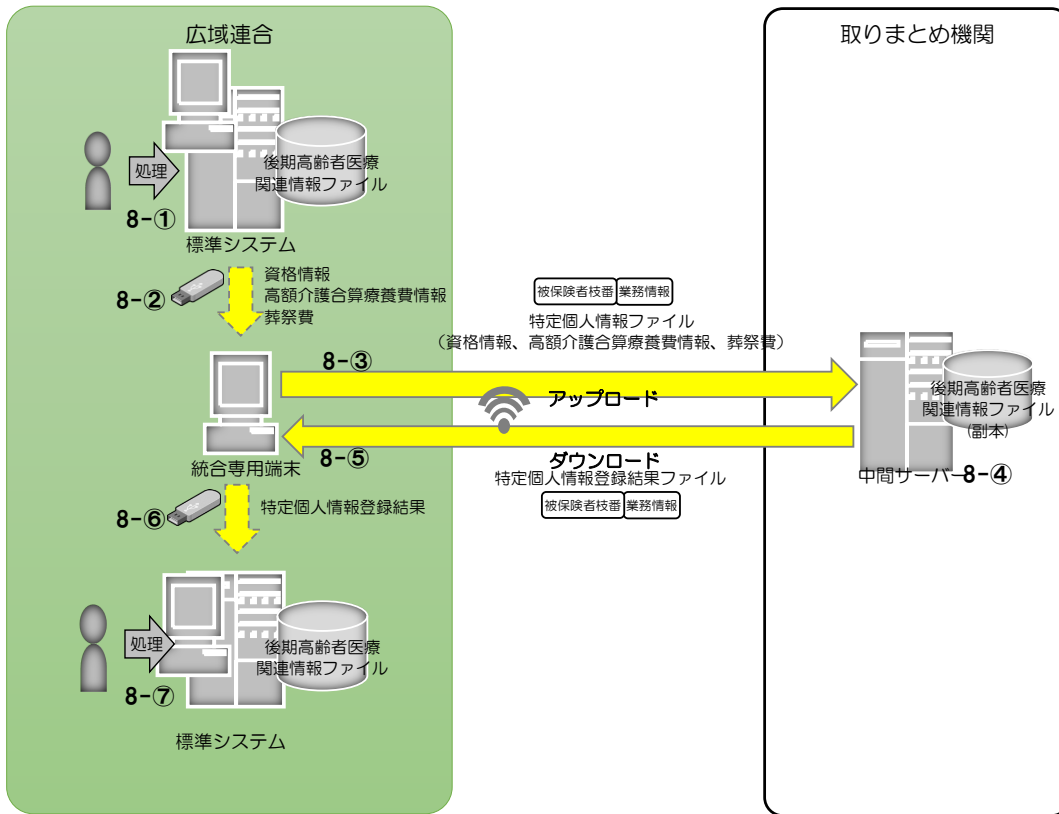 広域連合
取りまとめ機関
処理
8-①
後期高齢者医療
関連情報ファイル
標準システム
8-②
資格情報
高額介護合算療養費情報
葬祭費
被保険者枝番
業務情報
特定個人情報ファイル
（資格情報、高額介護合算療養費情報、葬祭費）
8-③
アップロード
後期高齢者医療
関連情報ファイル
(副本)
中間サーバー
8-④
統合専用端末
8-⑤
ダウンロード
特定個人情報登録結果ファイル
被保険者枝番
業務情報
8-⑥
特定個人情報登録結果
処理
8-⑦
後期高齢者医療
関連情報ファイル
標準システム